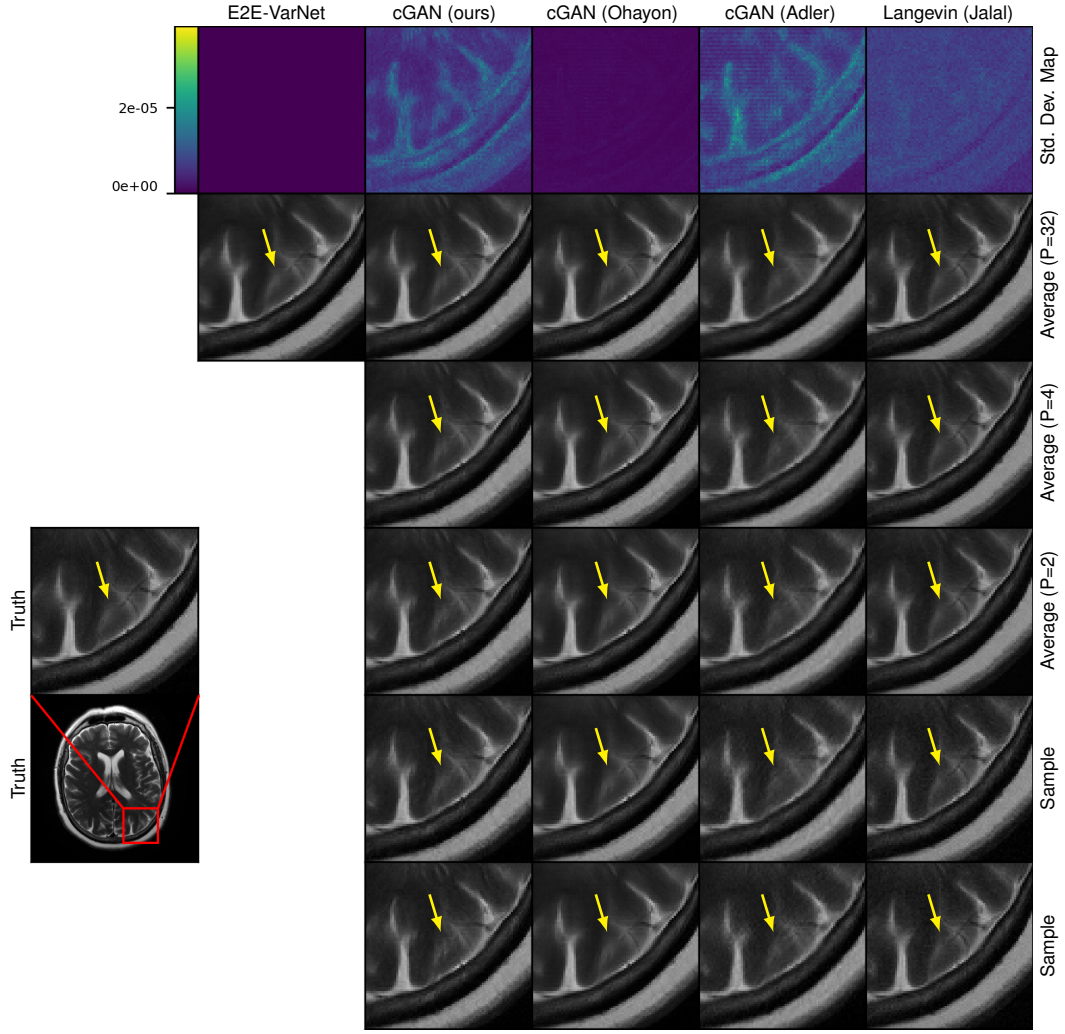 E2E-VarNet
cGAN (ours)
cGAN (Ohayon)
cGAN (Adler)
Langevin (Jalal)
2e-05
0e+00
Std. Dev. Map
Average (P=32)
Average (P=4)
Truth
Average (P=2)
Truth
Sample
Sample